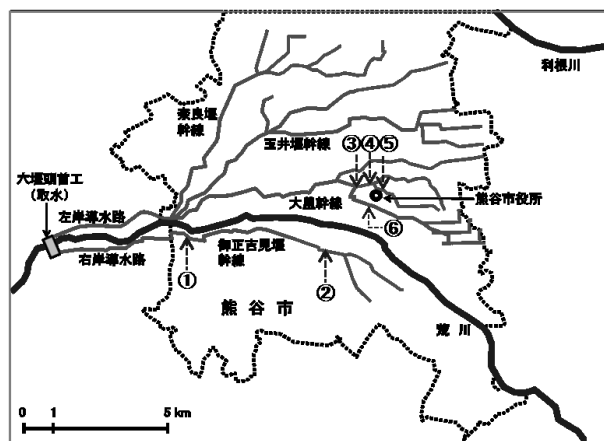 利根川
奈良堰
幹線
玉井堰幹線
③④⑤
六堰頭首工
(取水)
大里幹線
熊谷市役所
左岸導水路
⑥
右岸導水路
御正吉見堰
幹線
①
②
熊谷市
荒川
0 1 5 km